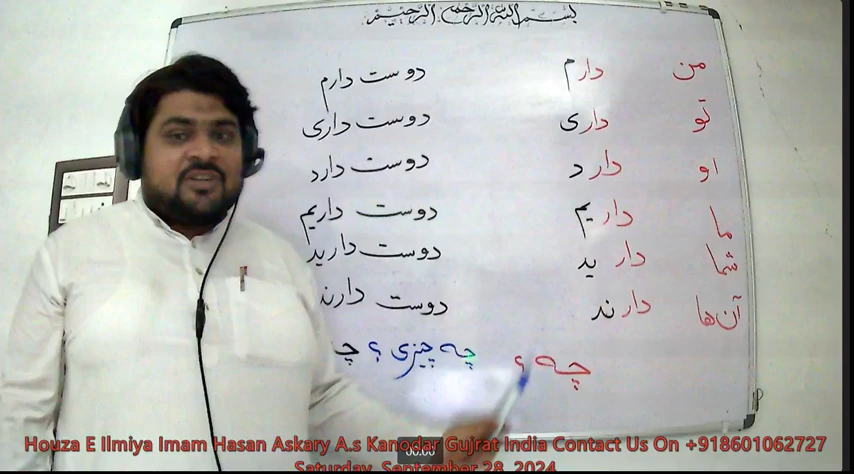 بسم الله الرحمن الرحیم
من دارم دوست دارم
تو داری دوست داری
او دارد دوست دارد
ما داریم دوست داریم
شما دارید دوست دارید
آن‌ها دارند دوست دارند
چه ؟ چه چیزی ؟
Houza E Ilmiya Imam Hasan Askary A.s Kanodar Gujrat India Contact Us On +918601062727
Saturday, September 28, 2024
00:00